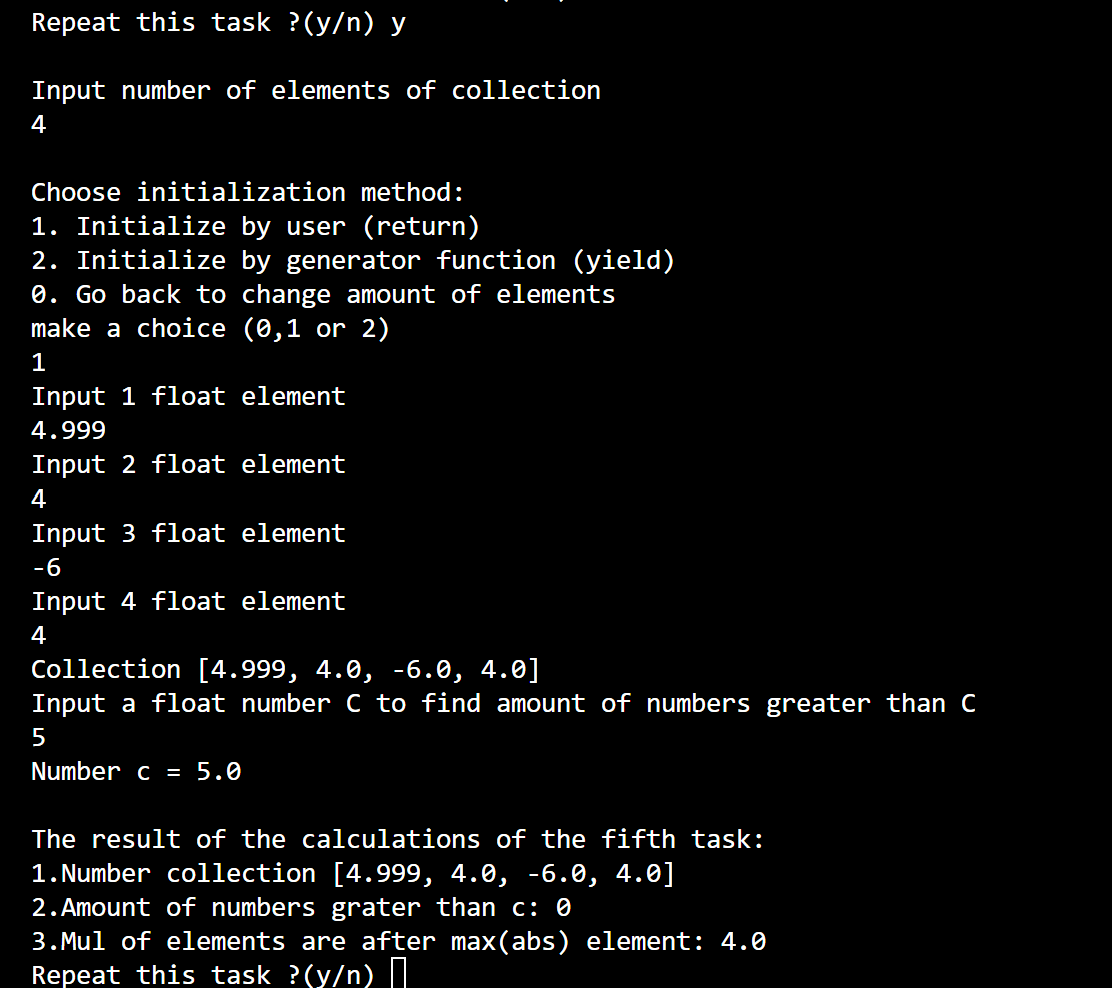 Repeat this task ?(y/n) y
Input number of elements of collection
4
Choose initialization method:
1. Initialize by user (return)
2. Initialize by generator function (yield)
0. Go back to change amount of elements
make a choice (0,1 or 2)
1
Input 1 float element
4.999
Input 2 float element
4
Input 3 float element
-6
Input 4 float element
4
Collection [4.999, 4.0, -6.0, 4.0]
Input a float number C to find amount of numbers greater than C
5
Number c = 5.0
The result of the calculations of the fifth task:
1.Number collection [4.999, 4.0, -6.0, 4.0]
2.Amount of numbers grater than c: 0
3.Mul of elements are after max(abs) element: 4.0
Repeat this task ?(y/n)